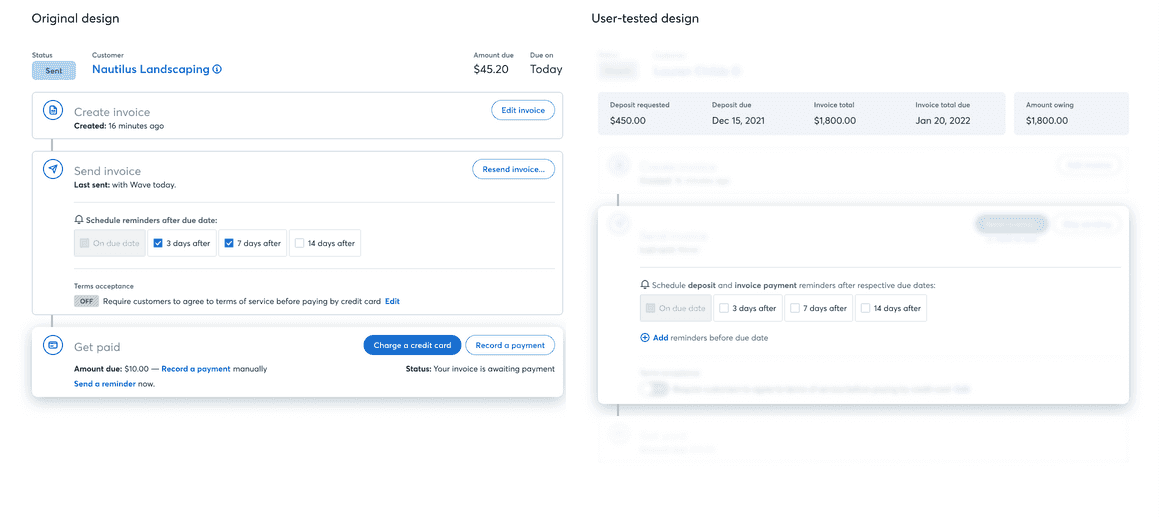 Original design
Status
Customer
Amount due
Due on
Sent
Nautilus Landscaping
$45.20
Today
Create invoice
Created: 16 minutes ago
Edit invoice
Send invoice
Last sent: with Wave today.
Resend invoice...
Schedule reminders after due date:
On due date
3 days after
7 days after
14 days after
Terms acceptance
OFF Require customers to agree to terms of service before paying by credit card Edit
Get paid
Charge a credit card
Record a payment
Amount due: $10.00 — Record a payment manually
Status: Your invoice is awaiting payment
Send a reminder now.
User-tested design
Deposit requested
Deposit due
Invoice total
Invoice total due
Amount owing
$450.00
Dec 15, 2021
$1,800.00
Jan 20, 2022
$1,800.00
Schedule deposit and invoice payment reminders after respective due dates:
On due date
3 days after
7 days after
14 days after
Add reminders before due date